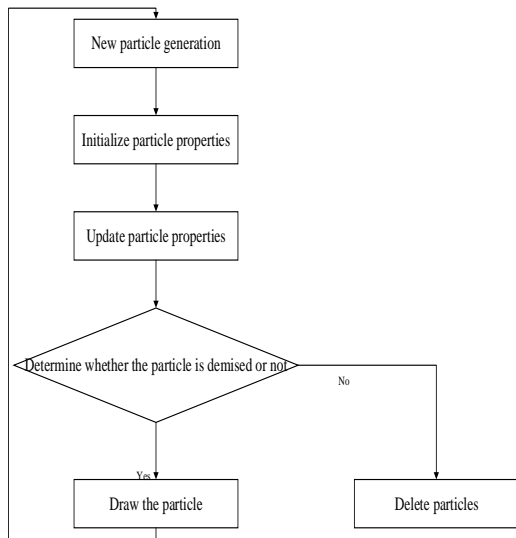 New particle generation
Initialize particle properties
Update particle properties
Determine whether the particle is demised or not
No
Yes
Draw the particle
Delete particles